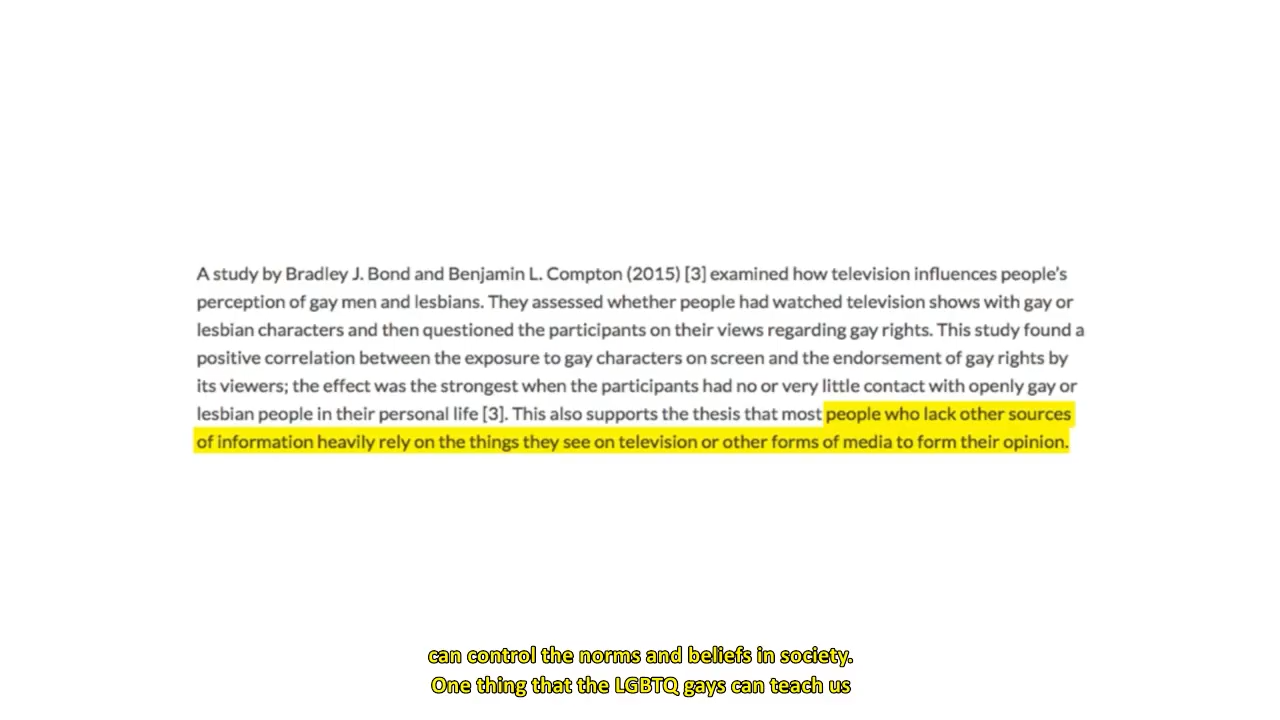 A study by Bradley J. Bond and Benjamin L. Compton (2015) [3] examined how television influences people's
perception of gay men and lesbians. They assessed whether people had watched television shows with gay or
lesbian characters and then questioned the participants on their views regarding gay rights. This study found a
positive correlation between the exposure to gay characters on screen and the endorsement of gay rights by
its viewers; the effect was the strongest when the participants had no or very little contact with openly gay or
lesbian people in their personal life [3]. This also supports the thesis that most people who lack other sources
of information heavily rely on the things they see on television or other forms of media to form their opinion.
can control the norms and beliefs in society.
One thing that the LGBTQ gays can teach us